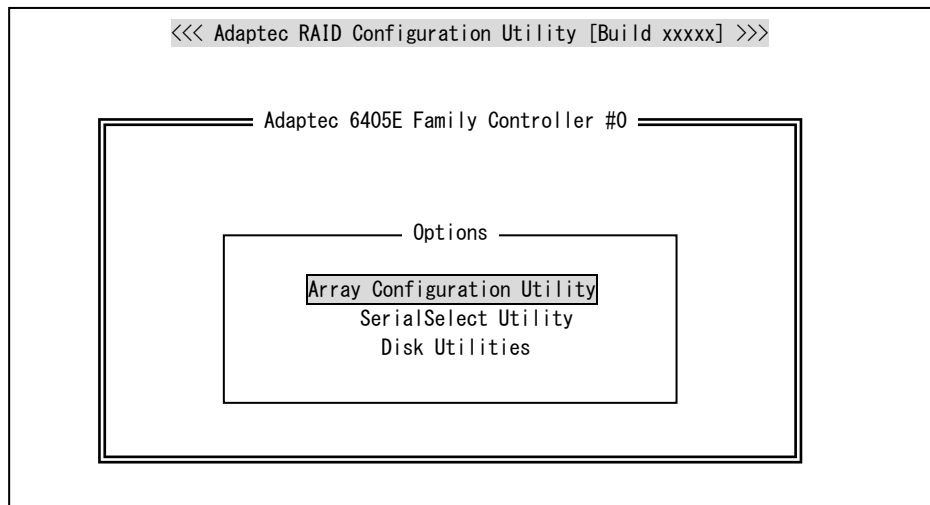 <<< Adaptec RAID Configuration Utility [Build xxxxx] >>>
Adaptec 6405E Family Controller #0
Options
Array Configuration Utility
SerialSelect Utility
Disk Utilities